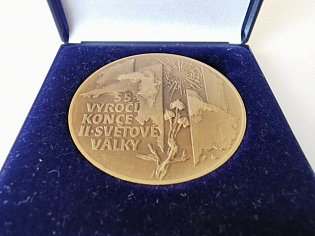 55.
VÝROČÍ
KONCE
II·SVĚTOVÉ
VÁLKY